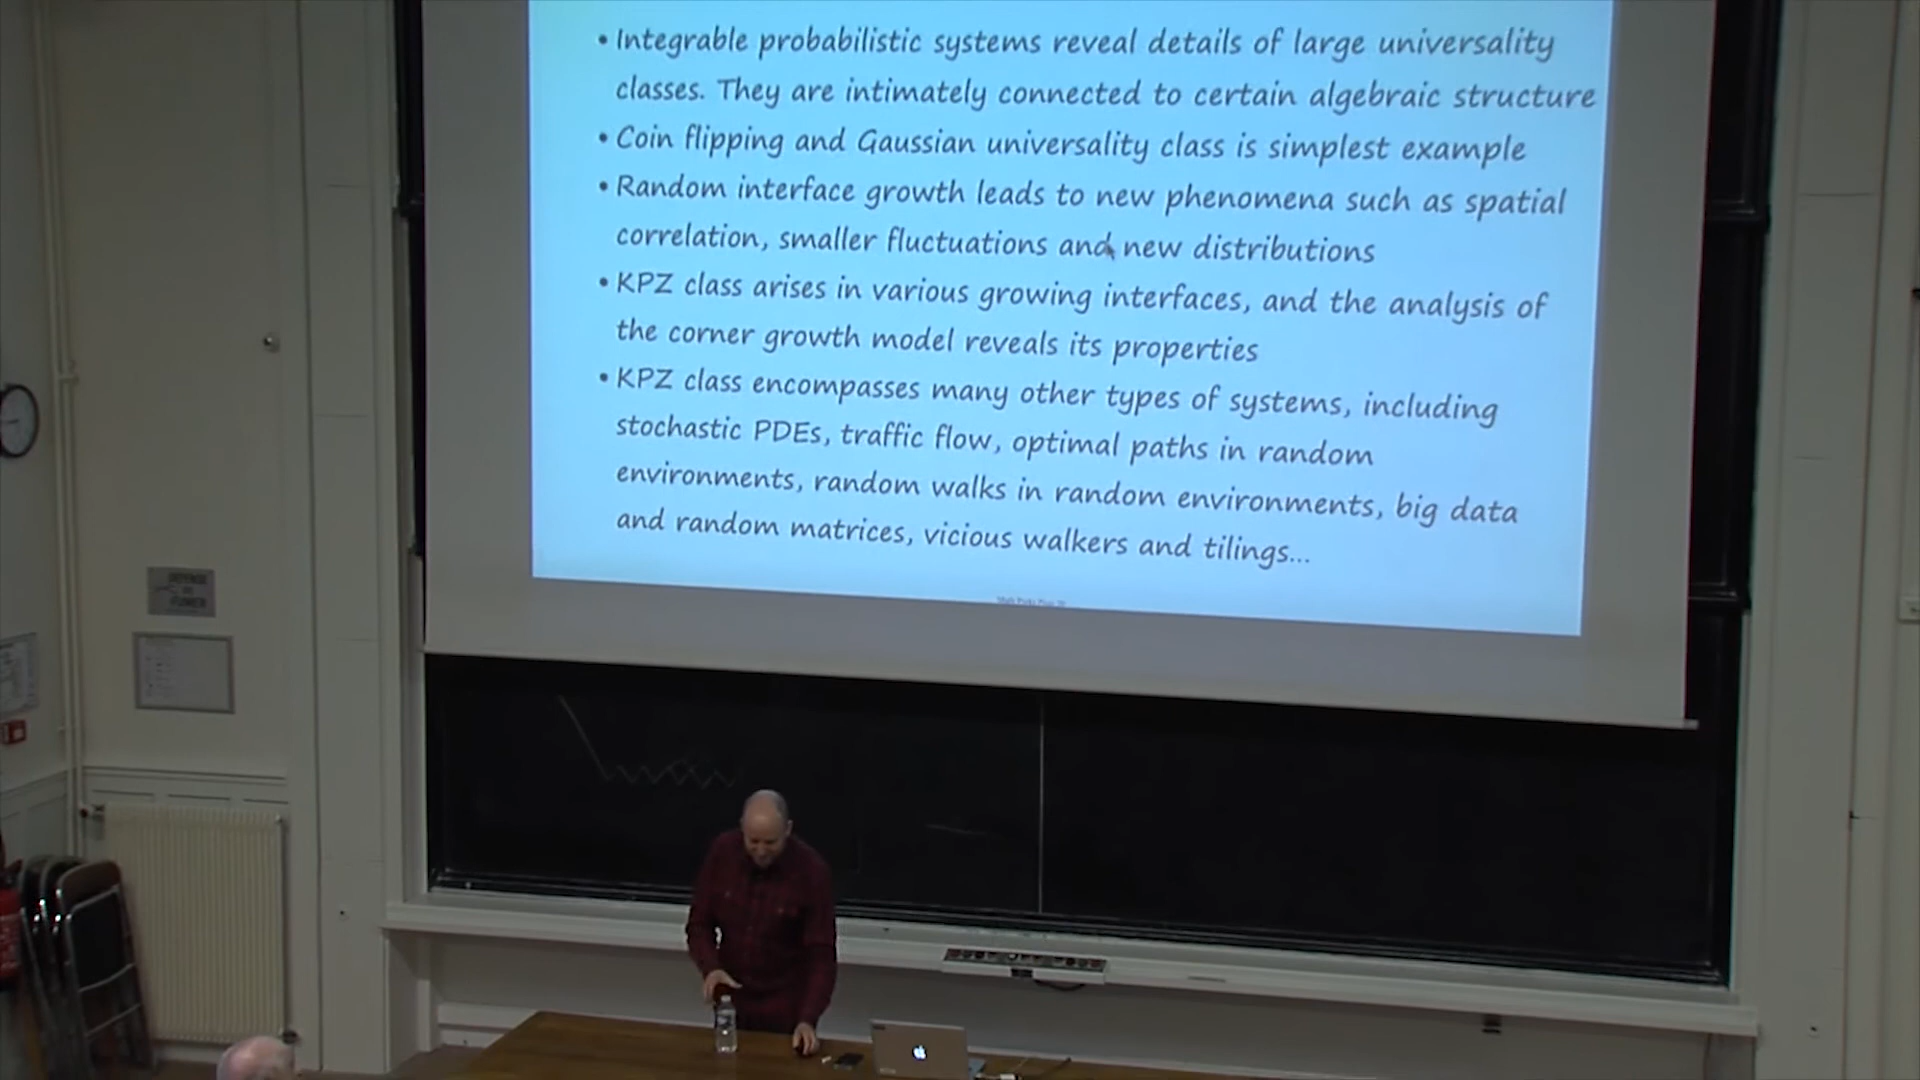 • Integrable probabilistic systems reveal details of large universality
classes. They are intimately connected to certain algebraic structure
• Coin flipping and Gaussian universality class is simplest example
• Random interface growth leads to new phenomena such as spatial
correlation, smaller fluctuations and new distributions
• KPZ class arises in various growing interfaces, and the analysis of
the corner growth model reveals its properties
• KPZ class encompasses many other types of systems, including
stochastic PDEs, traffic flow, optimal paths in random
environments, random walks in random environments, big data
and random matrices, vicious walkers and tilings...
DEFENSE
DE
FUMER